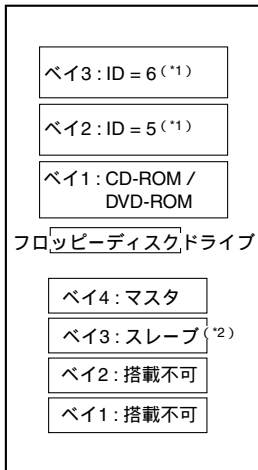 ベイ3 : ID = 6 (*1)
ベイ2 : ID = 5 (*1)
ベイ1 : CD-ROM /
DVD-ROM
フロッピーディスクドライブ
ベイ4 : マスタ
ベイ3 : スレーブ (*2)
ベイ2 : 搭載不可
ベイ1 : 搭載不可